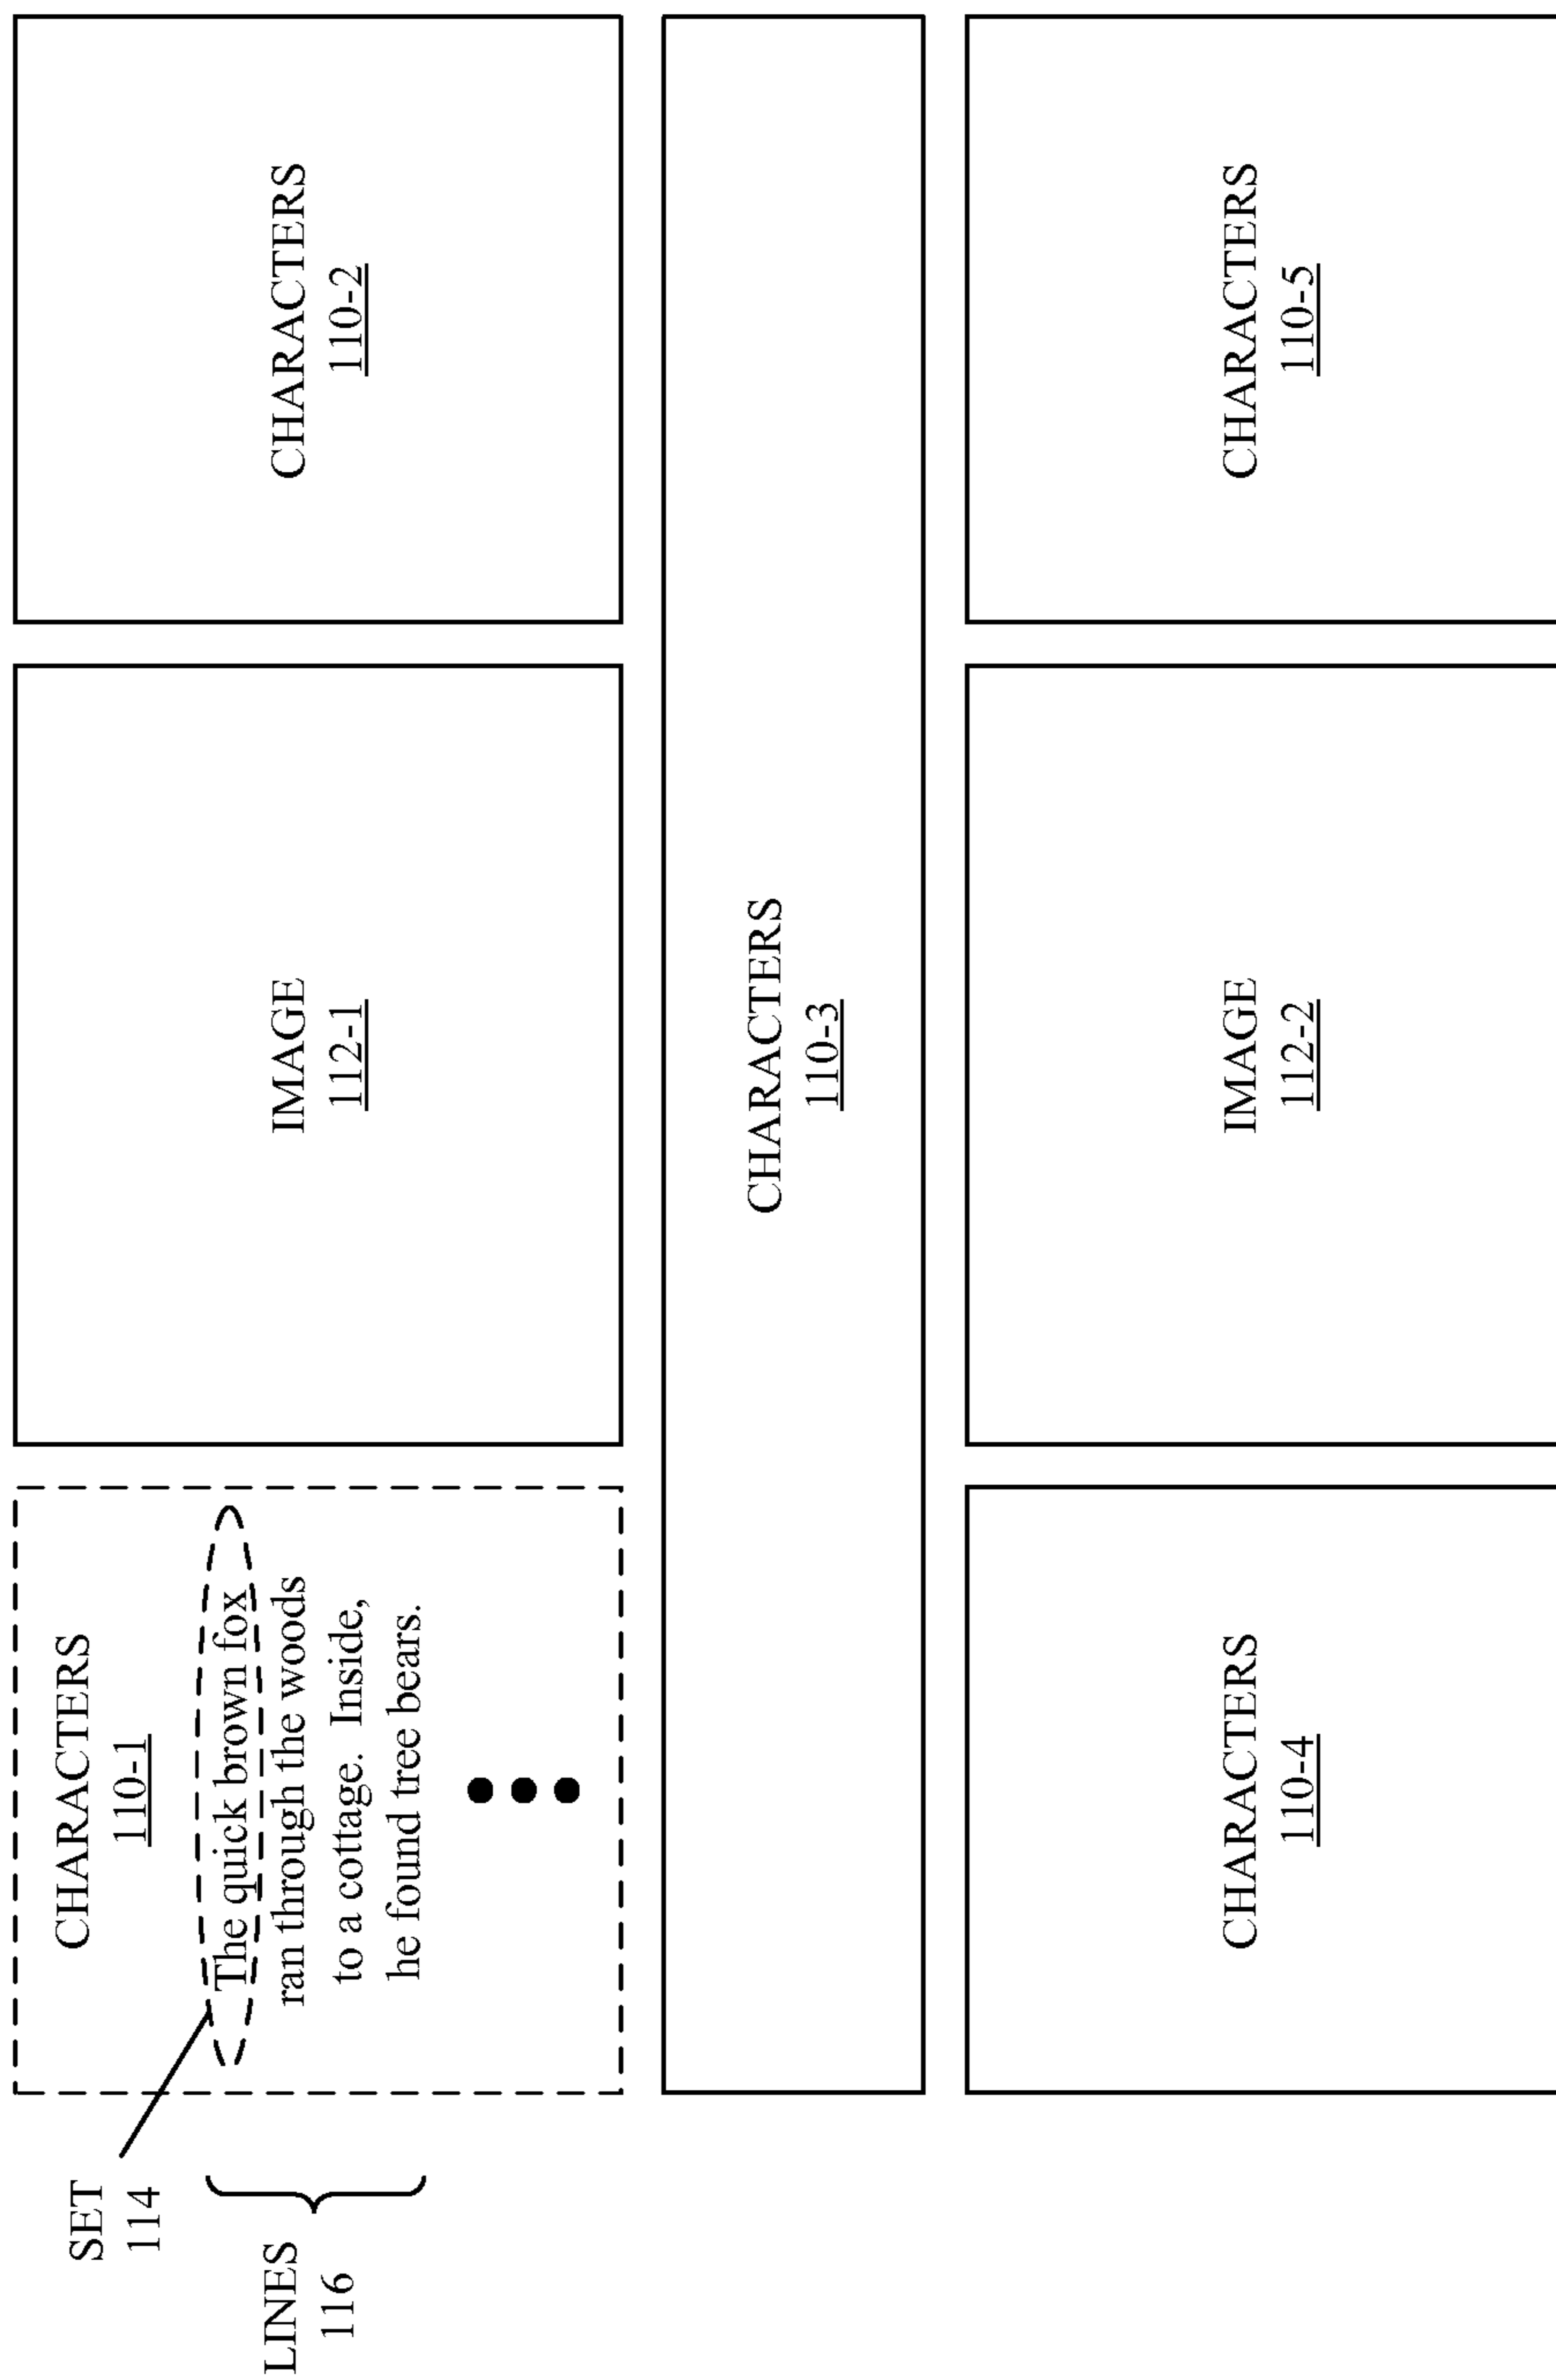 SET
114
LINES
116
CHARACTERS
110-1
The quick brown fox
ran through the woods
to a cottage.  Inside,
he found tree bears.
IMAGE
112-1
CHARACTERS
110-2
CHARACTERS
110-3
CHARACTERS
110-4
IMAGE
112-2
CHARACTERS
110-5